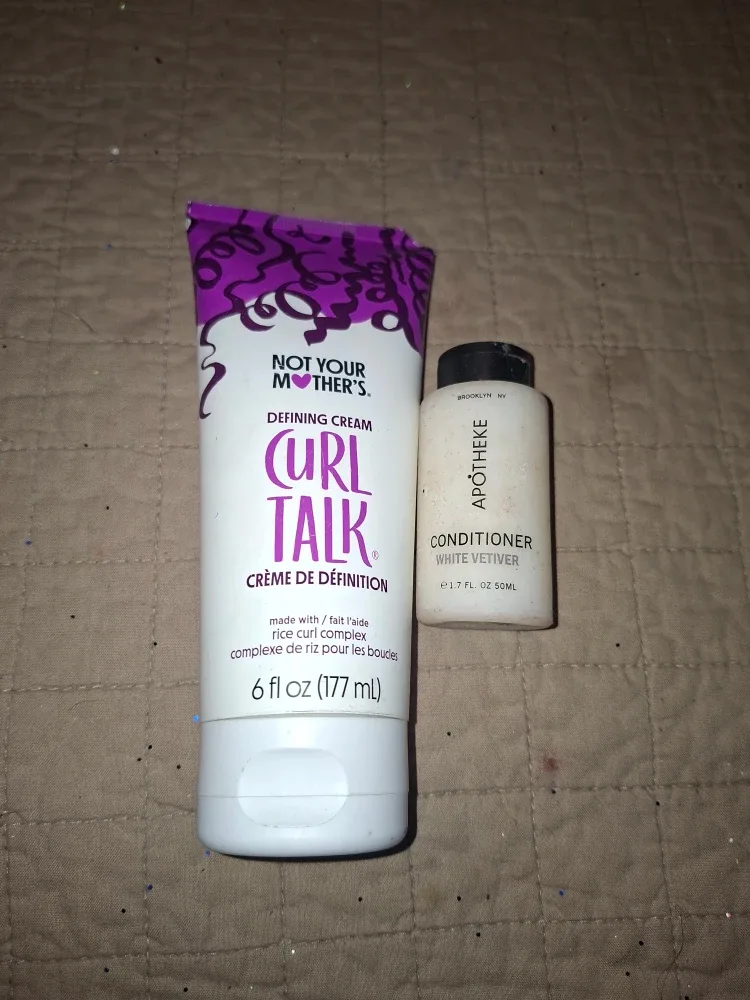 NOT YOUR
M♥THER'S®
DEFINING CREAM
CURL
TALK®
CRÈME DE DÉFINITION
made with / fait l'aide
rice curl complex
complexe de riz pour les boucles
6 fl oz (177 mL)
BROOKLYN NY
APOTHEKE
CONDITIONER
WHITE VETIVER
℮ 1.7 FL. OZ 50ML